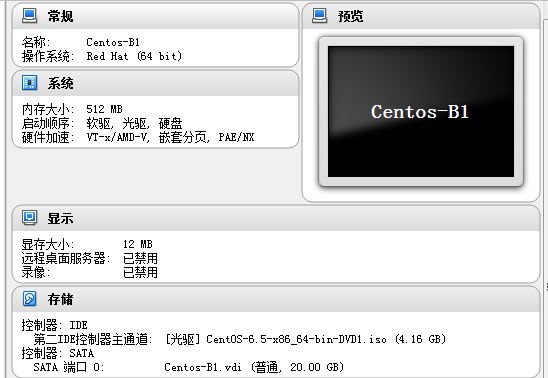 常规
名称: Centos-B1
操作系统: Red Hat (64 bit)
系统
内存大小: 512 MB
启动顺序: 软驱, 光驱, 硬盘
硬件加速: VT-x/AMD-V, 嵌套分页, PAE/NX
预览
Centos-B1
显示
显存大小: 12 MB
远程桌面服务器: 已禁用
录像: 已禁用
存储
控制器: IDE
第二IDE控制器主通道: [光驱] CentOS-6.5-x86_64-bin-DVD1.iso (4.16 GB)
控制器: SATA
SATA 端口 0: Centos-B1.vdi (普通, 20.00 GB)